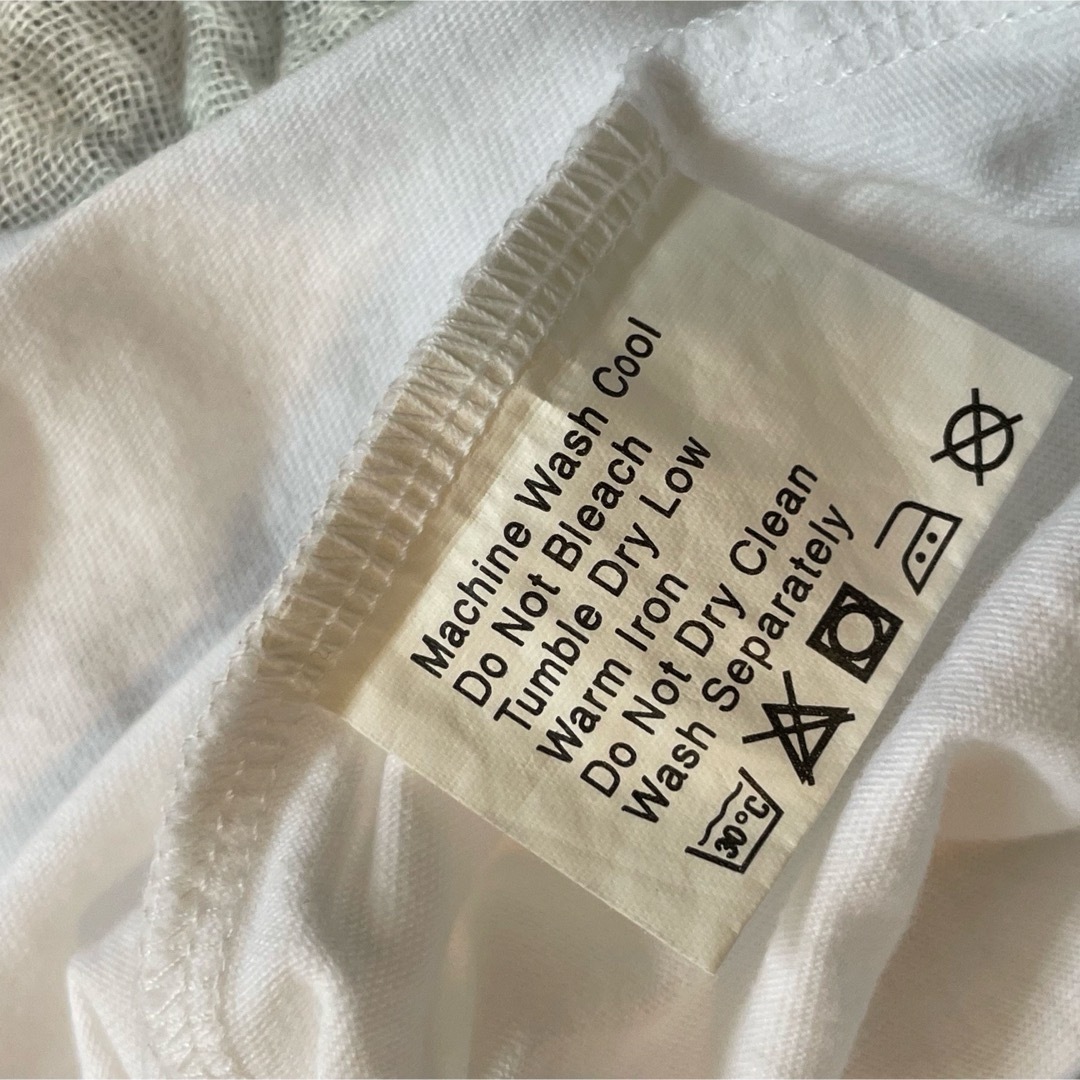 Machine Wash Cool
Do Not Bleach
Tumble Dry Low
Warm Iron
Do Not Dry Clean
Wash Separately
30°C